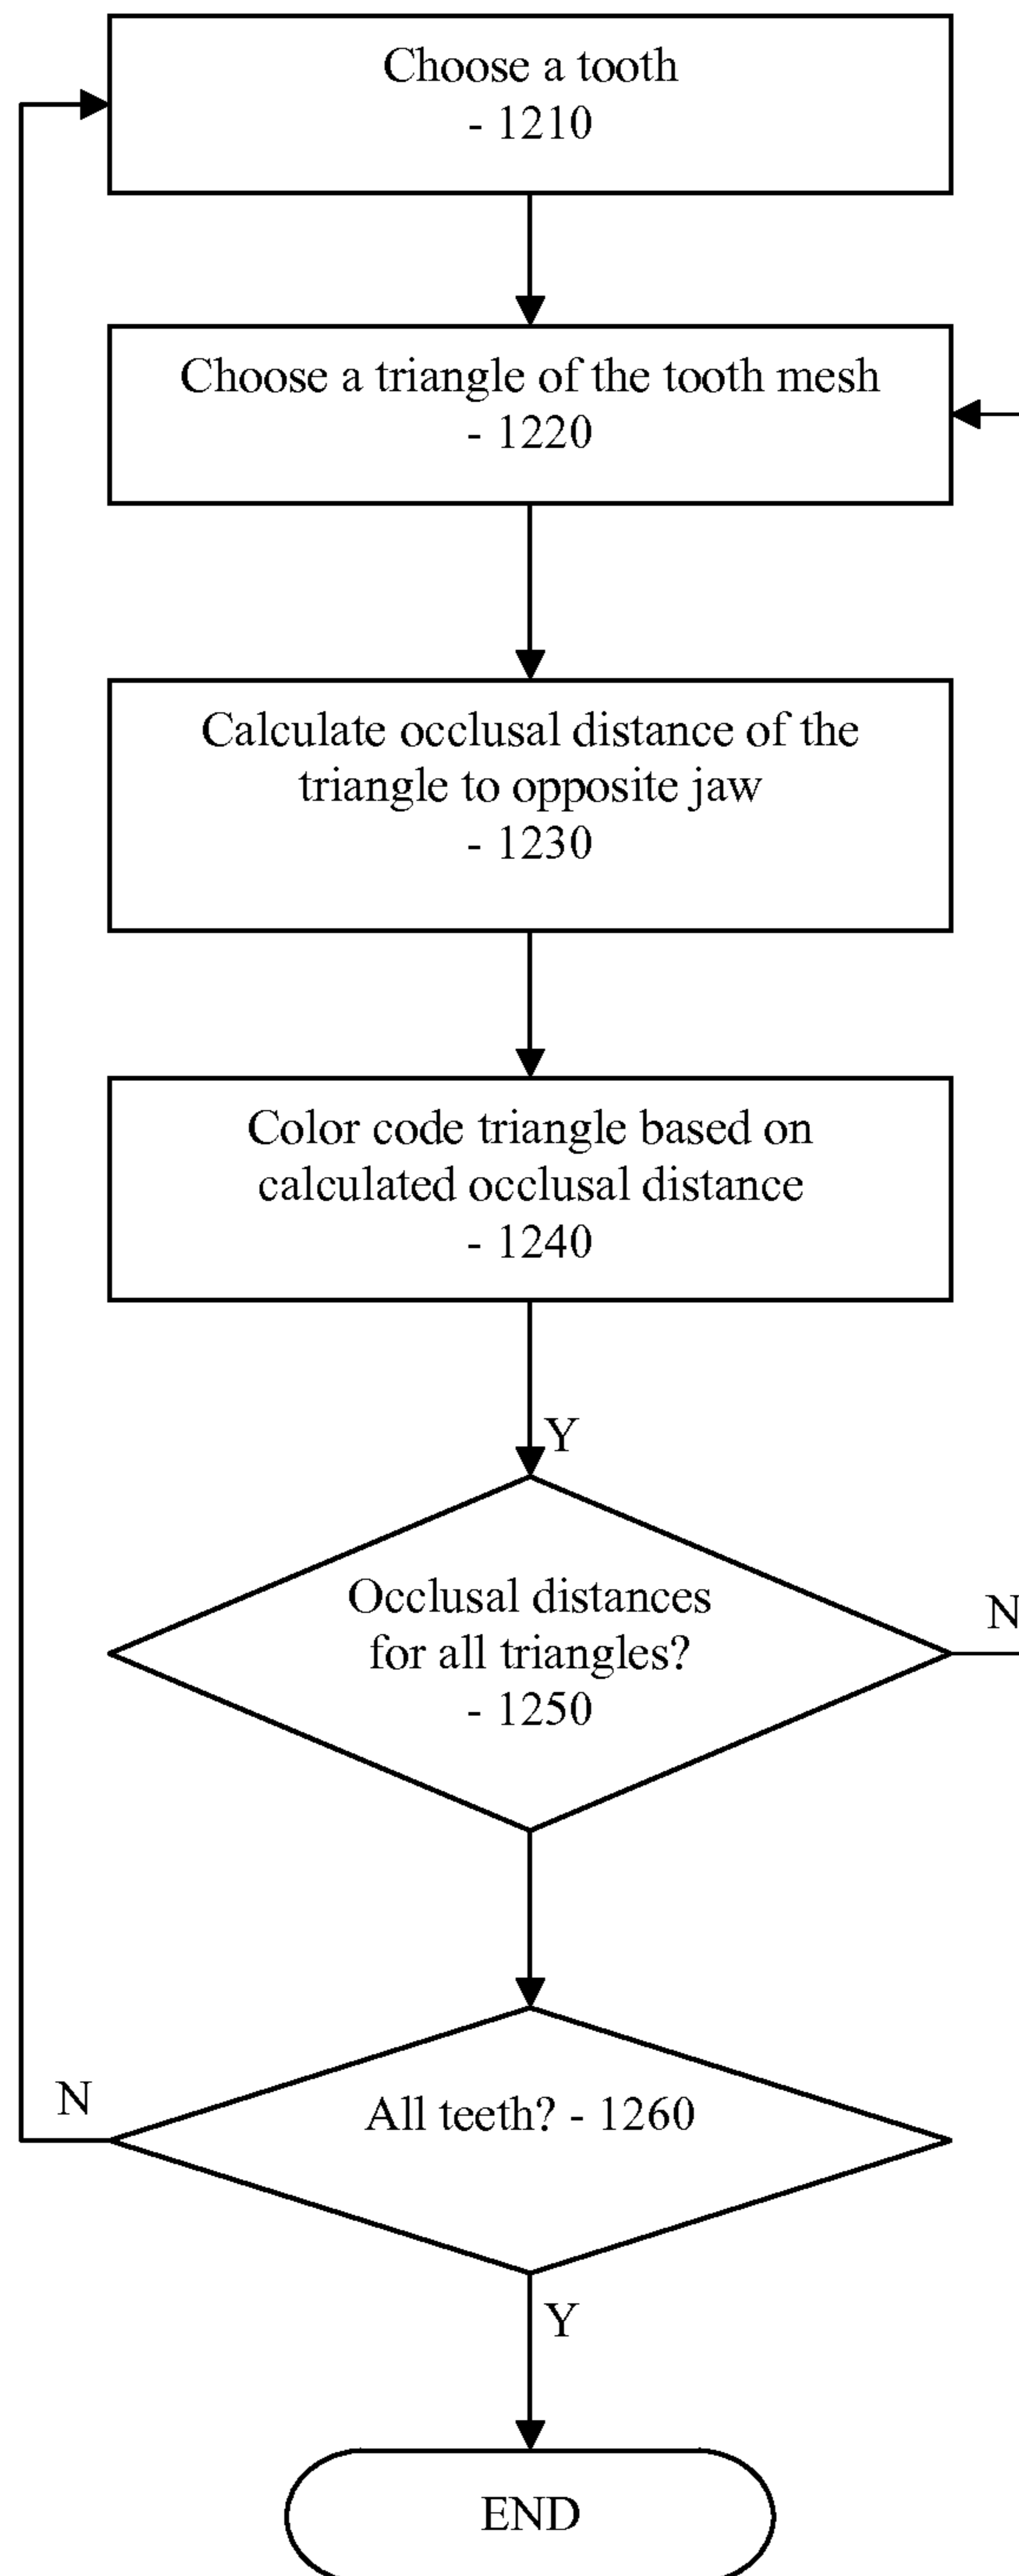 Choose a tooth
- 1210
Choose a triangle of the tooth mesh
- 1220
Calculate occlusal distance of the
triangle to opposite jaw
- 1230
Color code triangle based on
calculated occlusal distance
- 1240
Y
Occlusal distances
for all triangles?
- 1250
N
N
All teeth? - 1260
Y
END